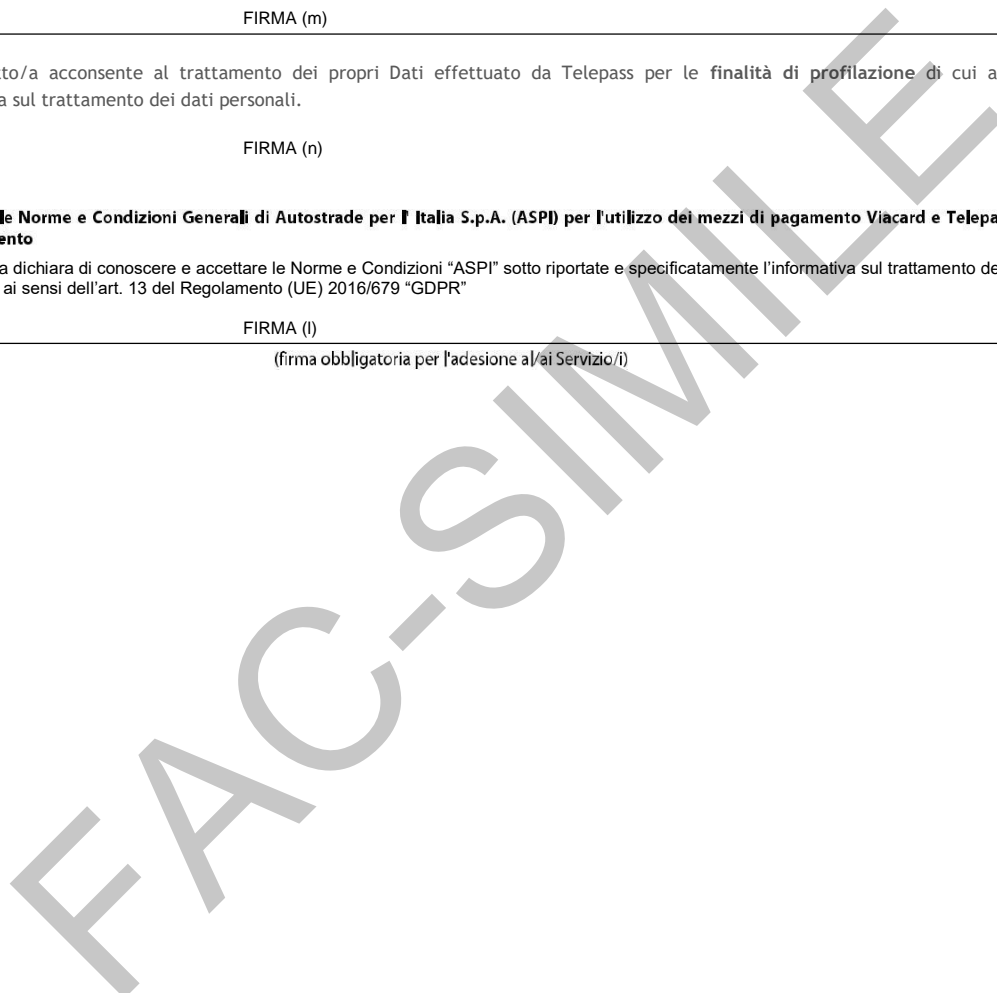 FIRMA (m)
to/a acconsente al trattamento dei propri Dati effettuato da Telepass per le finalità di profilazione di cui a
a sul trattamento dei dati personali.
FIRMA (n)
le Norme e Condizioni Generali di Autostrade per l' Italia S.p.A. (ASPI) per l'utilizzo dei mezzi di pagamento Viacard e Telepa
ento
a dichiara di conoscere e accettare le Norme e Condizioni “ASPI” sotto riportate e specificatamente l’informativa sul trattamento de
ai sensi dell’art. 13 del Regolamento (UE) 2016/679 “GDPR”
FIRMA (l)
(firma obbligatoria per l'adesione al/ai Servizio/i)
FAC-SIMILE